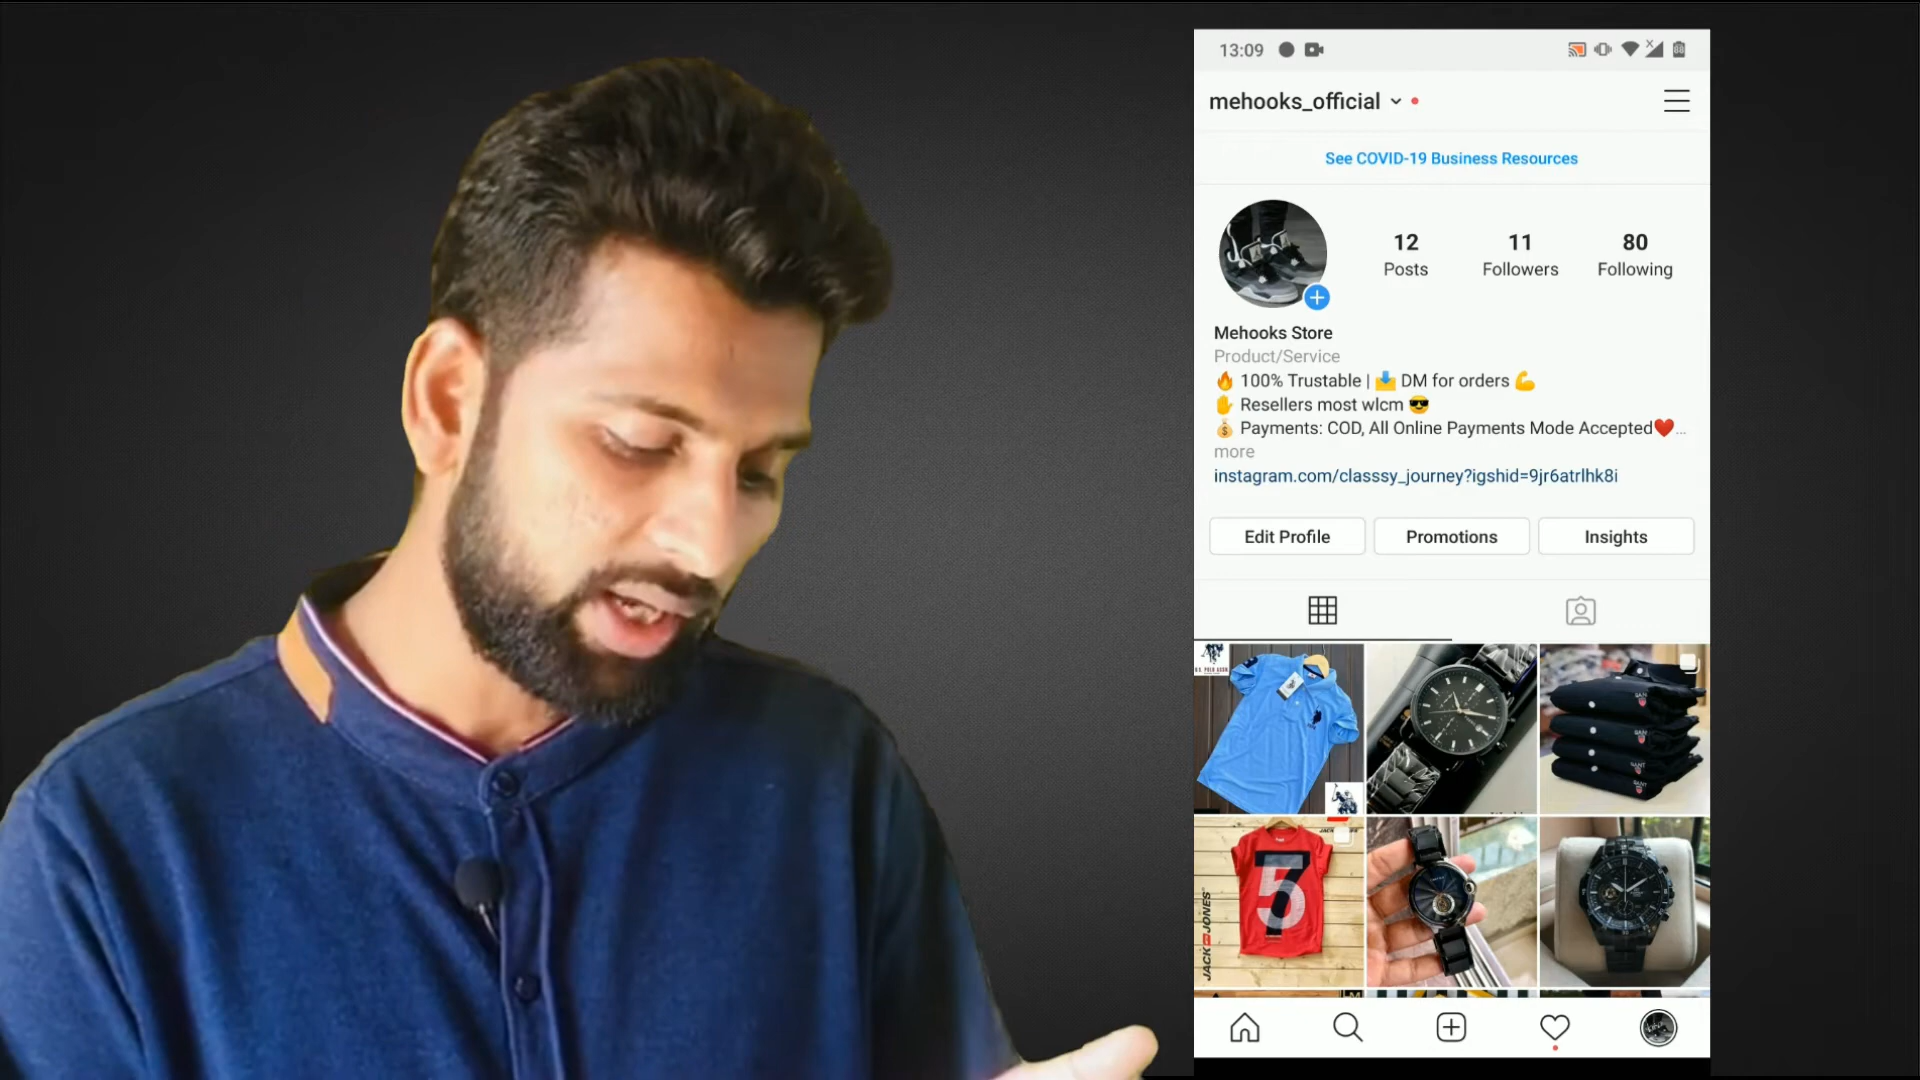 13:09
mehooks_official
See COVID-19 Business Resources
12
Posts
11
Followers
80
Following
Mehooks Store
Product/Service
🔥 100% Trustable | 📥 DM for orders 💪
✋ Resellers most wlcm 😎
💰 Payments: COD, All Online Payments Mode Accepted❤️...
more
instagram.com/classsy_journey?igshid=9jr6atrlhk8i
Edit Profile
Promotions
Insights
U.S. POLO ASSN.
JACK JONES
5